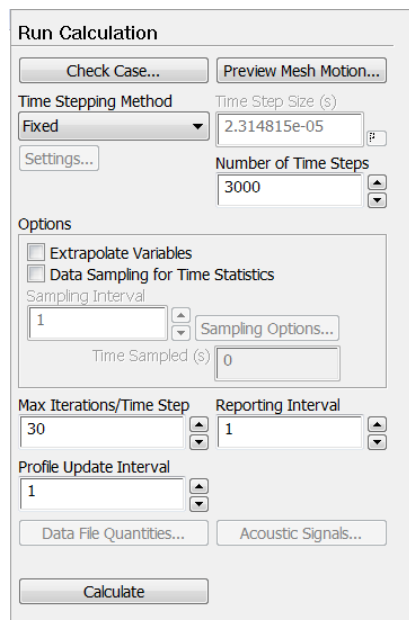 Run Calculation
Check Case... Preview Mesh Motion...
Time Stepping Method Time Step Size (s)
Fixed 2.314815e-05
Settings... Number of Time Steps
3000
Options
Extrapolate Variables
Data Sampling for Time Statistics
Sampling Interval
1 Sampling Options...
Time Sampled (s) 0
Max Iterations/Time Step Reporting Interval
30 1
Profile Update Interval
1
Data File Quantities... Acoustic Signals...
Calculate